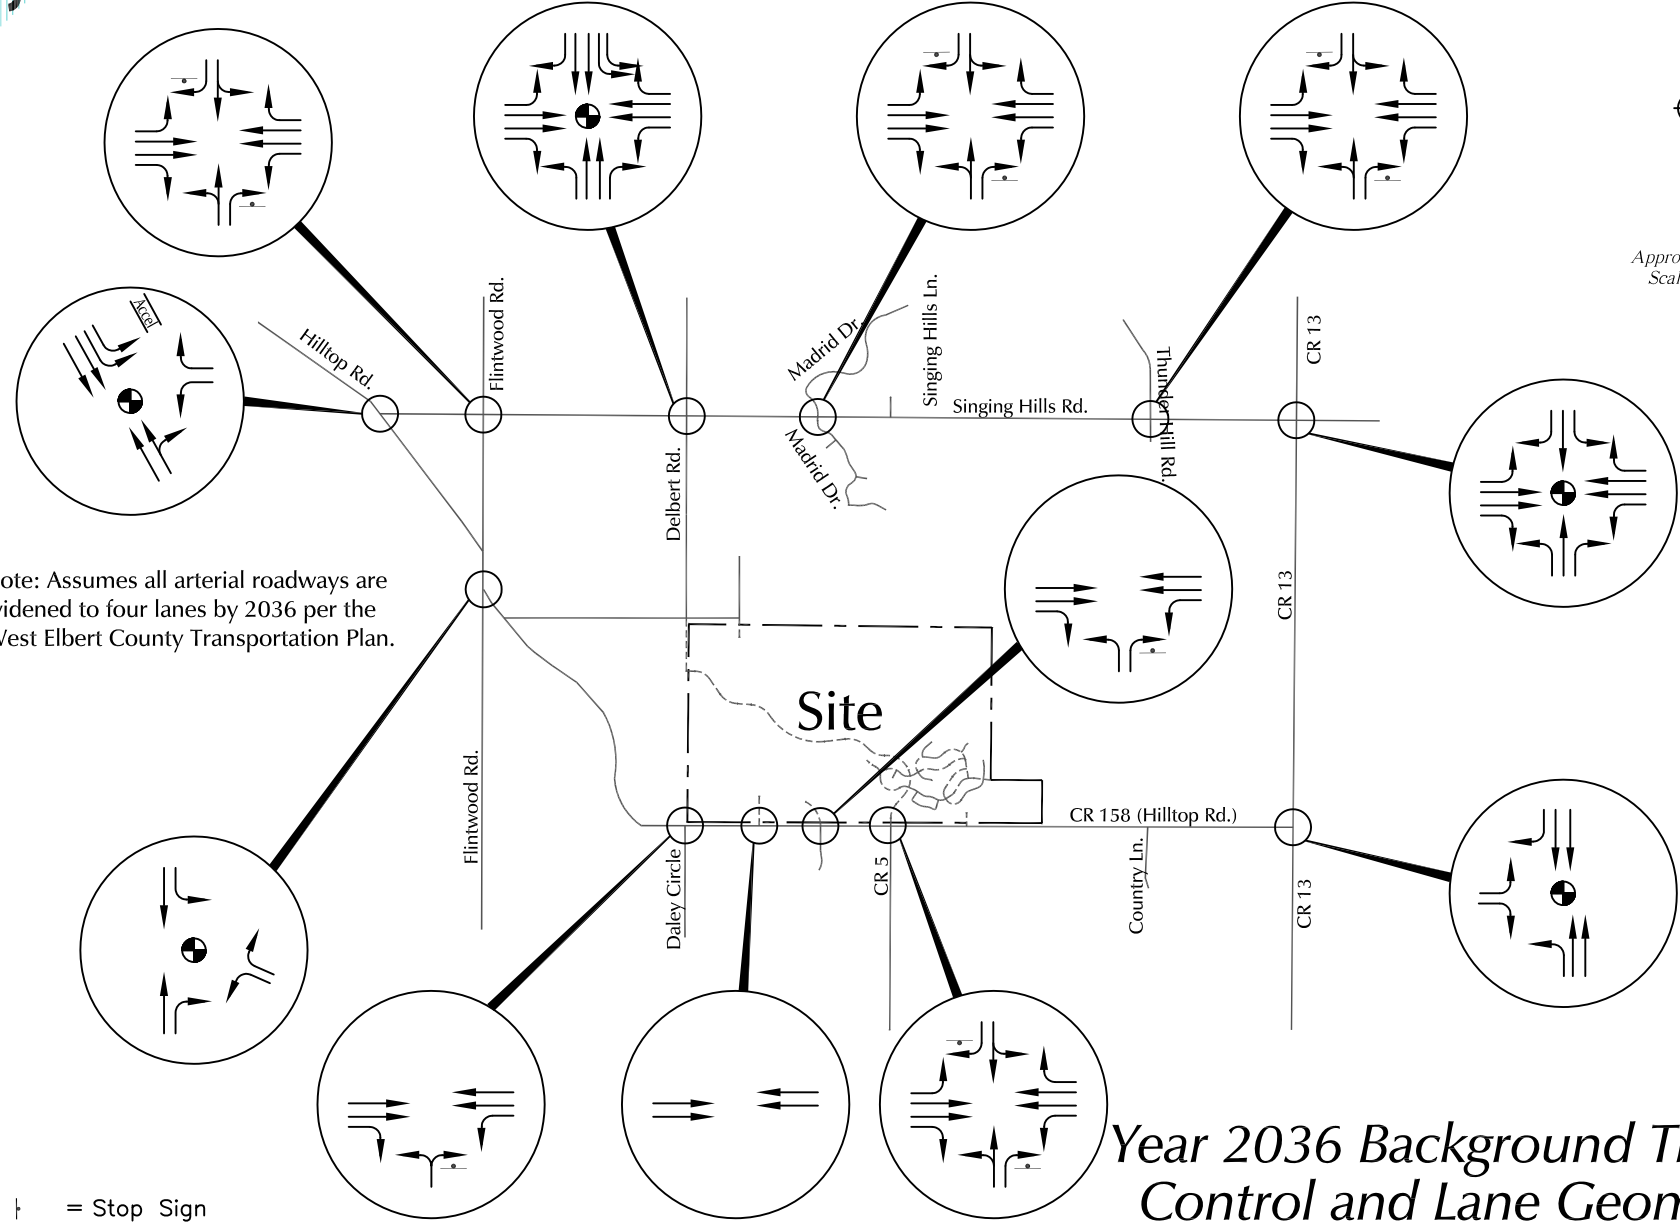 Appro
Scal
Accel
Hilltop Rd.
Flintwood Rd.
Madrid Dr.
Singing Hills Ln.
Singing Hills Rd.
Thunder Hill Rd.
CR 13
Delbert Rd.
Madrid Dr.
CR 13
ote: Assumes all arterial roadways are
videned to four lanes by 2036 per the
Vest Elbert County Transportation Plan.
Site
Flintwood Rd.
CR 158 (Hilltop Rd.)
Daley Circle
CR 5
Country Ln.
CR 13
Year 2036 Background T
Control and Lane Geon
= Stop Sign